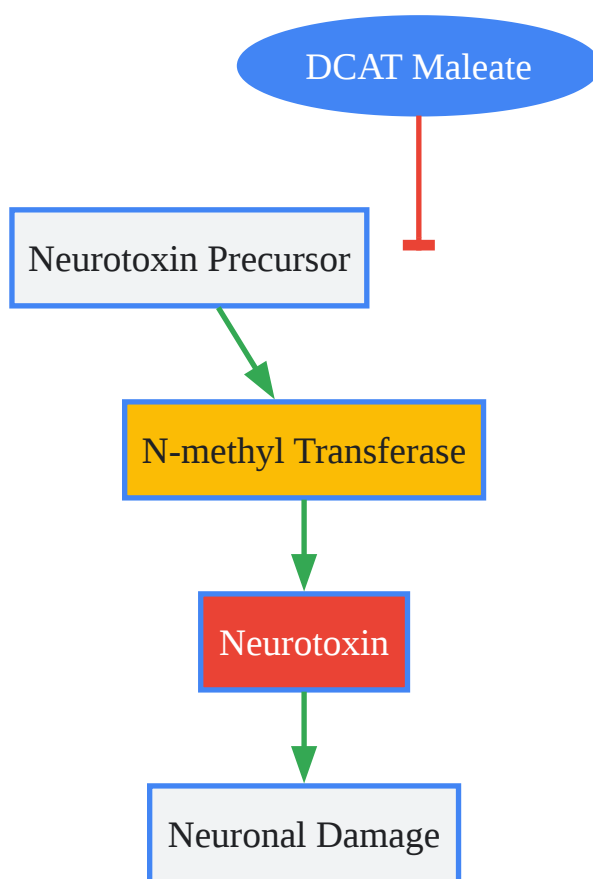 DCAT Maleate
Neurotoxin Precursor
N-methyl Transferase
Neurotoxin
Neuronal Damage